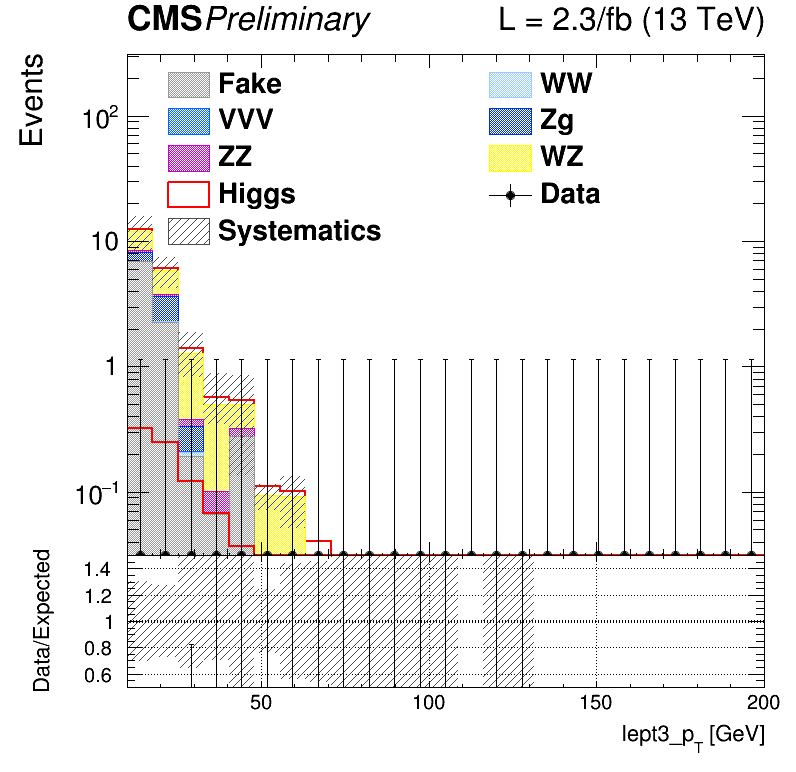 CMS Preliminary L = 2.3/fb (13 TeV)
Events
Fake WW
VVV Zg
ZZ WZ
Higgs Data
Systematics
10²
10
1
10⁻¹
Data/Expected
1.4
1.2
1
0.8
0.6
50 100 150 200
lept3_p_T [GeV]